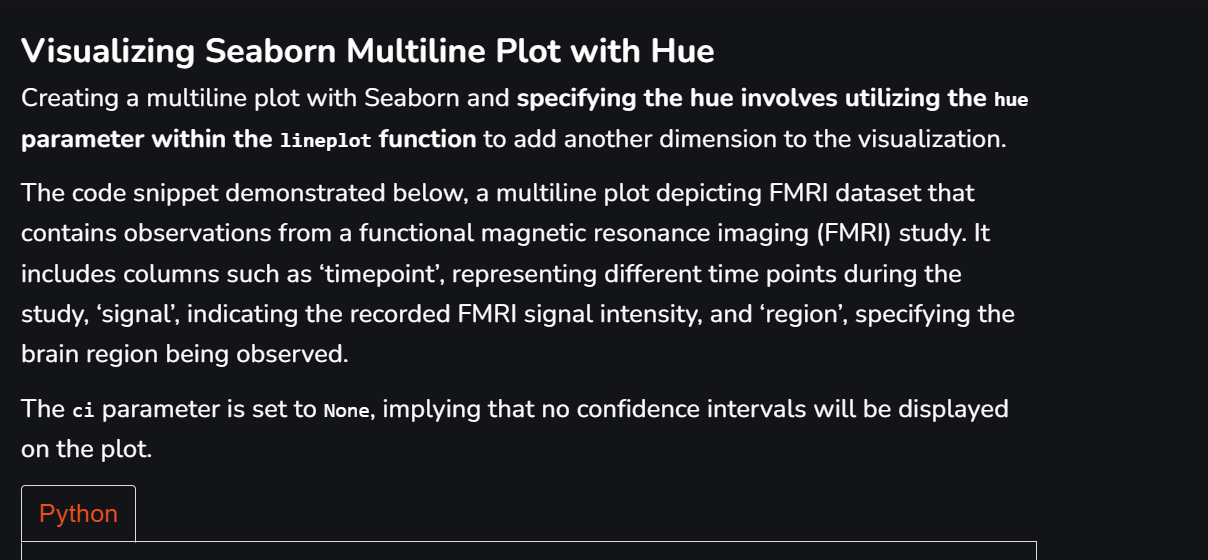 Visualizing Seaborn Multiline Plot with Hue
Creating a multiline plot with Seaborn and specifying the hue involves utilizing the hue
parameter within the lineplot function to add another dimension to the visualization.
The code snippet demonstrated below, a multiline plot depicting FMRI dataset that
contains observations from a functional magnetic resonance imaging (FMRI) study. It
includes columns such as ‘timepoint’, representing different time points during the
study, ‘signal’, indicating the recorded FMRI signal intensity, and ‘region’, specifying the
brain region being observed.
The ci parameter is set to None, implying that no confidence intervals will be displayed
on the plot.
Python